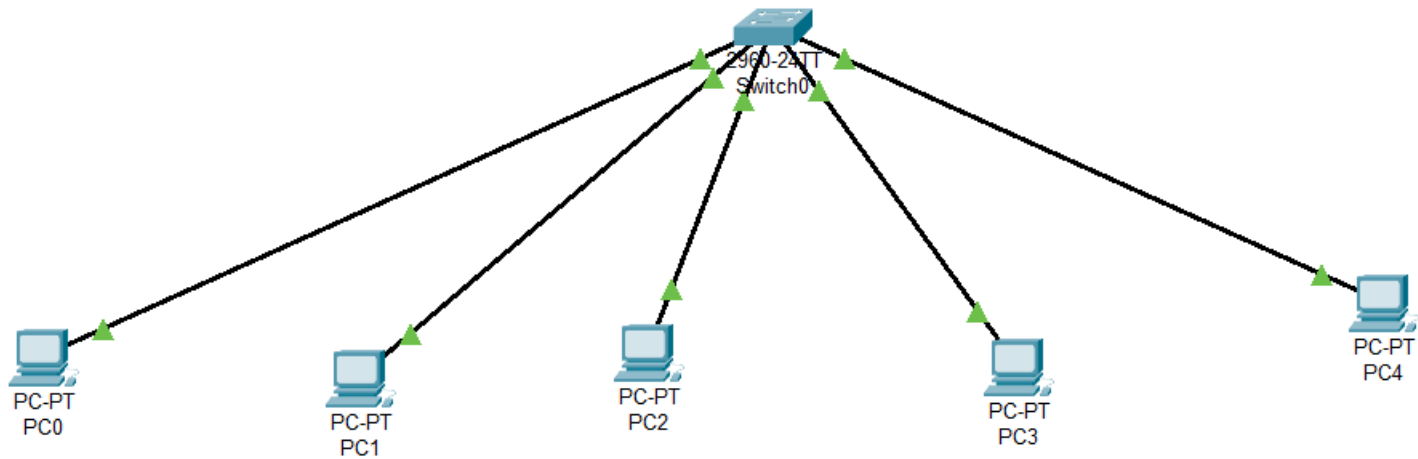 2960-24TT
Switch0
PC-PT
PC0
PC-PT
PC1
PC-PT
PC2
PC-PT
PC3
PC-PT
PC4